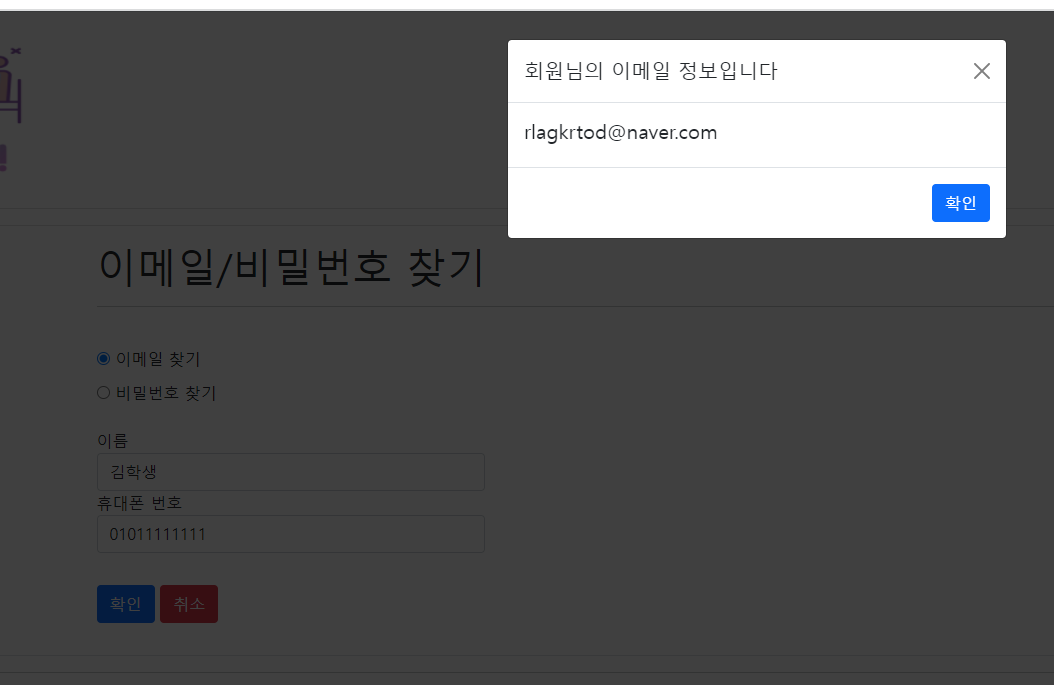 회원님의 이메일 정보입니다
rlagkrtod@naver.com
확인
이메일/비밀번호 찾기
이메일 찾기
비밀번호 찾기
이름
김학생
휴대폰 번호
01011111111
확인 취소